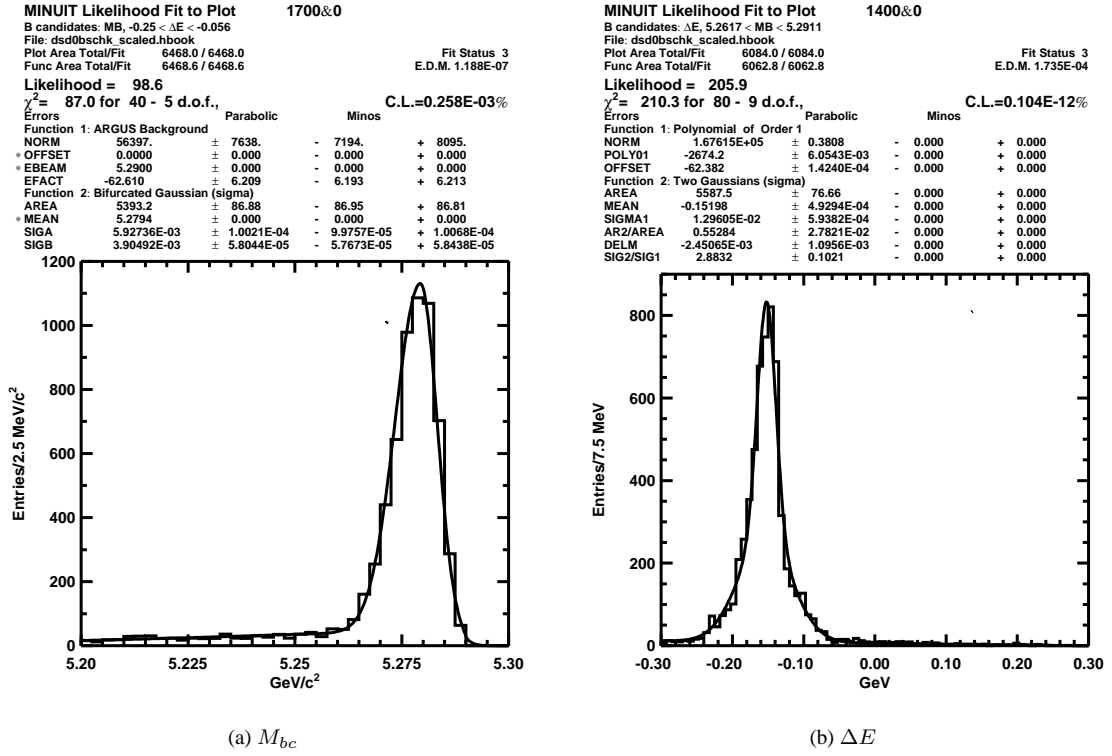 MINUIT Likelihood Fit to Plot 1700&0
B candidates: MB, -0.25 < ΔE < -0.056
File: dsd0bschk_scaled.hbook
Plot Area Total/Fit 6468.0 / 6468.0 Fit Status 3
Func Area Total/Fit 6468.6 / 6468.6 E.D.M. 1.188E-07
Likelihood = 98.6
χ²= 87.0 for 40 - 5 d.o.f., C.L.=0.258E-03%
Errors Parabolic Minos
Function 1: ARGUS Background
NORM 56397. ± 7638. - 7194. + 8095.
* OFFSET 0.0000 ± 0.000 - 0.000 + 0.000
* EBEAM 5.2900 ± 0.000 - 0.000 + 0.000
EFACT -62.610 ± 6.209 - 6.193 + 6.213
Function 2: Bifurcated Gaussian (sigma)
AREA 5393.2 ± 86.88 - 86.95 + 86.81
* MEAN 5.2794 ± 0.000 - 0.000 + 0.000
SIGA 5.92736E-03 ± 1.0021E-04 - 9.9757E-05 + 1.0068E-04
SIGB 3.90492E-03 ± 5.8044E-05 - 5.7673E-05 + 5.8438E-05
1200
1000
800
600
400
200
0
Entries/2.5 MeV/c²
5.20 5.225 5.25 5.275 5.30
GeV/c²
(a) M_bc
MINUIT Likelihood Fit to Plot 1400&0
B candidates: ΔE, 5.2617 < MB < 5.2911
File: dsd0bschk_scaled.hbook
Plot Area Total/Fit 6084.0 / 6084.0 Fit Status 3
Func Area Total/Fit 6062.8 / 6062.8 E.D.M. 1.735E-04
Likelihood = 205.9
χ²= 210.3 for 80 - 9 d.o.f., C.L.=0.104E-12%
Errors Parabolic Minos
Function 1: Polynomial of Order 1
NORM 1.67615E+05 ± 0.3808 - 0.000 + 0.000
POLY01 -2674.2 ± 6.0543E-03 - 0.000 + 0.000
OFFSET -62.382 ± 1.4240E-04 - 0.000 + 0.000
Function 2: Two Gaussians (sigma)
AREA 5587.5 ± 76.66 - 0.000 + 0.000
MEAN -0.15198 ± 4.9294E-04 - 0.000 + 0.000
SIGMA1 1.29605E-02 ± 5.9382E-04 - 0.000 + 0.000
AR2/AREA 0.55284 ± 2.7821E-02 - 0.000 + 0.000
DELM -2.45065E-03 ± 1.0956E-03 - 0.000 + 0.000
SIG2/SIG1 2.8832 ± 0.1021 - 0.000 + 0.000
800
600
400
200
0
Entries/7.5 MeV
-0.30 -0.20 -0.10 0.00 0.10 0.20 0.30
GeV
(b) ΔE